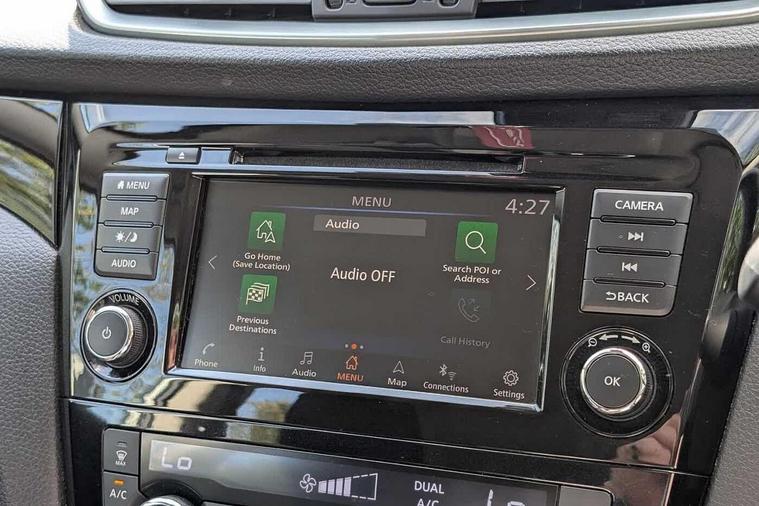 MENU
MAP
AUDIO
VOLUME
MENU
4:27
Audio
Go Home
(Save Location)
Audio OFF
Search POI or
Address
Previous
Destinations
Call History
Phone
Info
Audio
MENU
Map
Connections
Settings
CAMERA
BACK
OK
MAX
A/C
Lo
DUAL
A/C
Lo